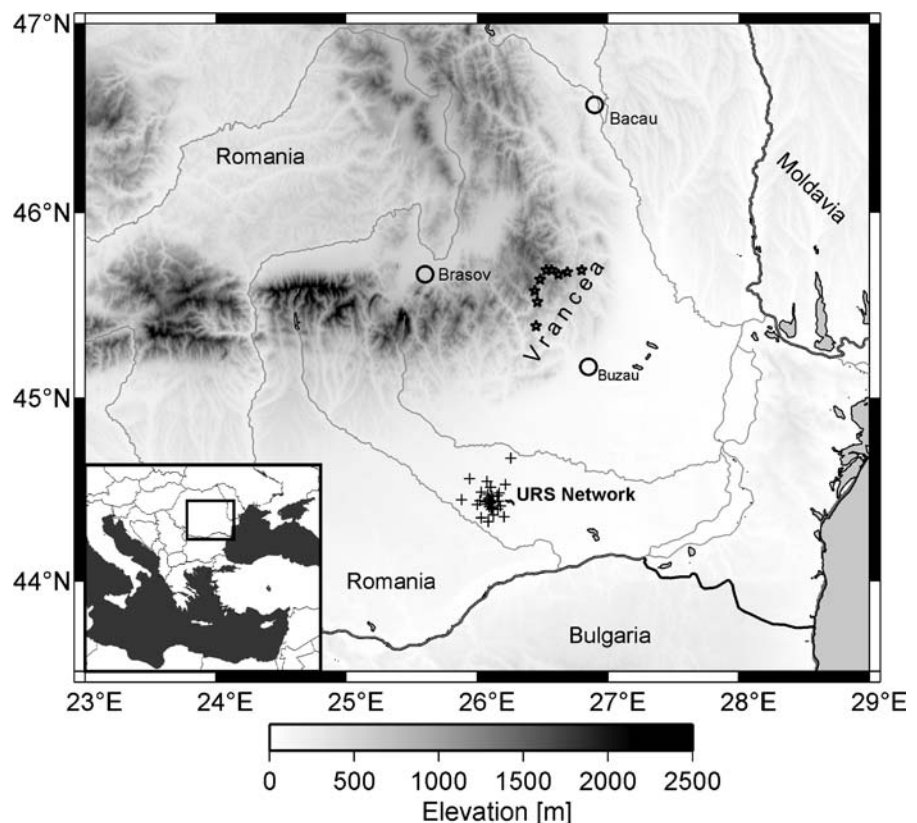 47°N
Bacau
Romania
Moldavia
46°N
Brasov
Vrancea
Buzau
45°N
URS Network
44°N
Romania
Bulgaria
23°E 24°E 25°E 26°E 27°E 28°E 29°E
0 500 1000 1500 2000 2500
Elevation [m]